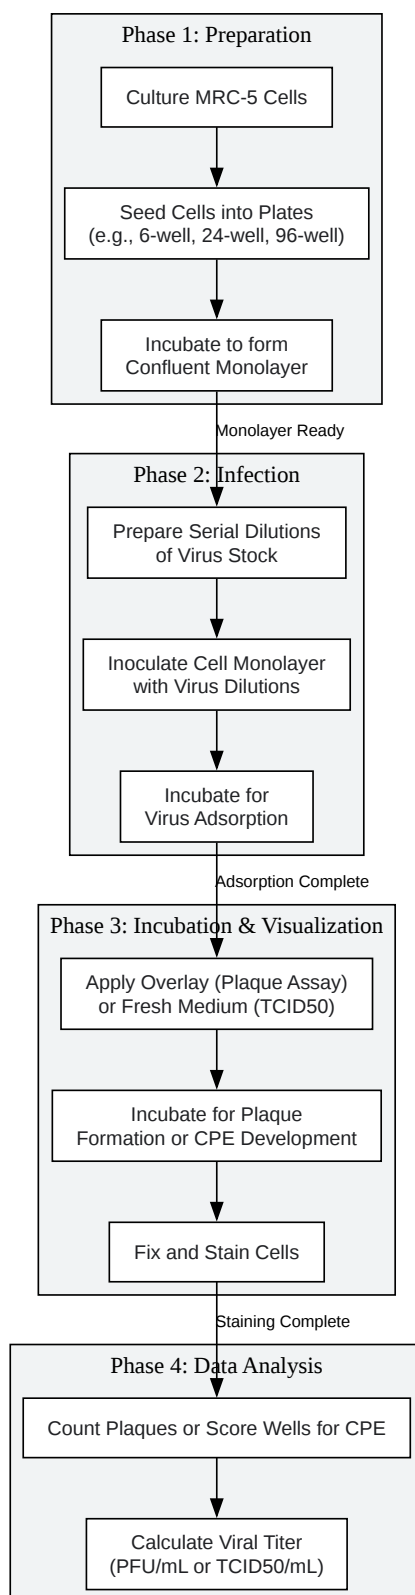 Phase 1: Preparation
Culture MRC-5 Cells
Seed Cells into Plates
(e.g., 6-well, 24-well, 96-well)
Incubate to form
Confluent Monolayer
Monolayer Ready
Phase 2: Infection
Prepare Serial Dilutions
of Virus Stock
Inoculate Cell Monolayer
with Virus Dilutions
Incubate for
Virus Adsorption
Adsorption Complete
Phase 3: Incubation & Visualization
Apply Overlay (Plaque Assay)
or Fresh Medium (TCID50)
Incubate for Plaque
Formation or CPE Development
Fix and Stain Cells
Staining Complete
Phase 4: Data Analysis
Count Plaques or Score Wells for CPE
Calculate Viral Titer
(PFU/mL or TCID50/mL)